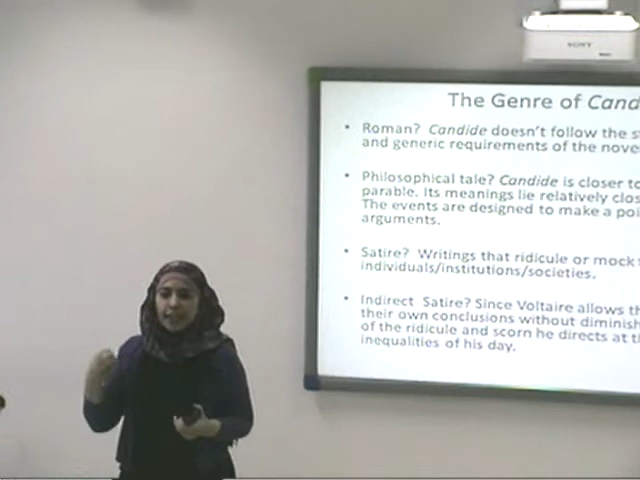 SONY
The Genre of Cand
• Roman? Candide doesn't follow the s
and generic requirements of the nove
• Philosophical tale? Candide is closer to
parable. Its meanings lie relatively clos
The events are designed to make a poi
arguments.
• Satire? Writings that ridicule or mock
individuals/institutions/societies.
• Indirect Satire? Since Voltaire allows th
their own conclusions without diminish
of the ridicule and scorn he directs at t
inequalities of his day.